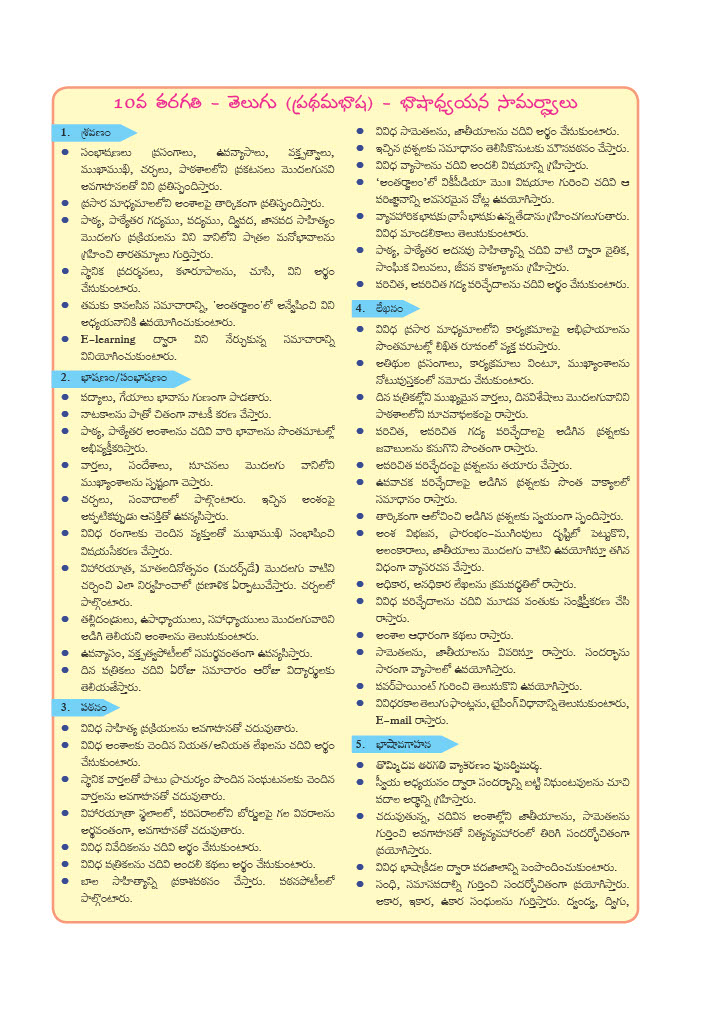 10వ తరగతి - తెలుగు (ప్రథమభాష) - భాషాధ్యయన సామర్థ్యాలు
1. శ్రవణం
● సంభాషణలు ప్రసంగాలు, ఉపన్యాసాలు, వక్తృత్వాలు,
ముఖాముఖి, చర్చలు, పాఠశాలలోని ప్రకటనలు మొదలగునవి
అవగాహనలతో విని ప్రతిస్పందిస్తారు.
● ప్రసార మాధ్యమాలలోని అంశాలపై తార్కికంగా ప్రతిస్పందిస్తారు.
● పాఠ్య, పాఠ్యేతర గద్యము, పద్యము, ద్విపద, జానపద సాహిత్యం
మొదలగు ప్రక్రియలను విని వానిలోని పాత్రల మనోభావాలను
గ్రహించి తారతమ్యాలు గుర్తిస్తారు.
● స్థానిక ప్రదర్శనలు, కళారూపాలను, చూసి, విని అర్థం
చేసుకుంటారు.
● తమకు కావలసిన సమాచారాన్ని, 'అంతర్జాలం'లో అన్వేషించి విని
అధ్యయనానికి ఉపయోగించుకుంటారు.
● E-learning ద్వారా విని నేర్చుకున్న సమాచారాన్ని
వినియోగించుకుంటారు.
2. భాషణం/సంభాషణం
● పద్యాలు, గేయాలు భావాను గుణంగా పాడతారు.
● నాటకాలను పాత్రో చితంగా నాటకీ కరణ చేస్తారు.
● పాఠ్య, పాఠ్యేతర అంశాలను చదివి వారి భావాలను సొంతమాటల్లో
అభివ్యక్తీకరిస్తారు.
● వార్తలు, సందేశాలు, సూచనలు మొదలగు వానిలోని
ముఖ్యాంశాలను స్పష్టంగా చెప్తారు.
● చర్చలు, సంవాదాలలో పాల్గొంటారు. ఇచ్చిన అంశంపై
అప్పటికప్పుడు ఆసక్తితో ఉపన్యసిస్తారు.
● వివిధ రంగాలకు చెందిన వ్యక్తులతో ముఖాముఖి సంభాషించి
విషయసేకరణ చేస్తారు.
● విహారయాత్ర, మాతలదినోత్సవం (మదర్స్‌డే) మొదలగు వాటిని
చర్చించి ఎలా నిర్వహించాలో ప్రణాళిక ఏర్పాటుచేస్తారు. చర్చలలో
పాల్గొంటారు.
● తల్లిదండ్రులు, ఉపాధ్యాయులు, సహాధ్యాయులు మొదలగువారిని
అడిగి తెలియని అంశాలను తెలుసుకుంటారు.
● ఉపన్యాసం, వక్తృత్వపోటీలలో సమర్థవంతంగా ఉపన్యసిస్తారు.
● దిన పత్రికలు చదివి ఏరోజు సమాచారం ఆరోజు విద్యార్థులకు
తెలియజేస్తారు.
3. పఠనం
● వివిధ సాహిత్య ప్రక్రియలను అవగాహనతో చదువుతారు.
● వివిధ అంశాలకు చెందిన నియత/అనియత లేఖలను చదివి అర్థం
చేసుకుంటారు.
● స్థానిక వార్తలతో పాటు ప్రాచుర్యం పొందిన సంఘటనలకు చెందిన
వార్తలను అవగాహనతో చదువుతారు.
● విహారయాత్రా స్థలాలలో, పరిసరాలలోని బోర్డులపై గల వివరాలను
అర్థవంతంగా, అవగాహనతో చదువుతారు.
● వివిధ నివేదికలను చదివి అర్థం చేసుకుంటారు.
● వివిధ పత్రికలను చదివి అందలి కథలు అర్థం చేసుకుంటారు.
● బాల సాహిత్యాన్ని ప్రకాశపఠనం చేస్తారు. పఠనపోటీలలో
పాల్గొంటారు.
● వివిధ సామెతలను, జాతీయాలను చదివి అర్థం చేసుకుంటారు.
● ఇచ్చిన ప్రశ్నలకు సమాధానం తెలిసికొనుటకు మౌనపఠనం చేస్తారు.
● వివిధ వ్యాసాలను చదివి అందలి విషయాన్ని గ్రహిస్తారు.
● 'అంతర్జాలం'లో వికీపీడియా మొ॥ విషయాల గురించి చదివి ఆ
పరిజ్ఞానాన్ని అవసరమైన చోట్ల ఉపయోగిస్తారు.
● వ్యావహారిక భాషకు వ్రాసే భాషకు ఉన్న తేడాను గ్రహించగలుగుతారు.
వివిధ మాండలికాలు తెలుసుకుంటారు.
● పాఠ్య, పాఠ్యేతర అదనపు సాహిత్యాన్ని చదివి వాటి ద్వారా నైతిక,
సాంఘిక విలువలు, జీవన కౌశల్యాలను గ్రహిస్తారు.
● పరిచిత, అపరిచిత గద్య పరిచ్ఛేదాలను చదివి అర్థం చేసుకుంటారు.
4. లేఖనం
● వివిధ ప్రసార మాధ్యమాలలోని కార్యక్రమాలపై అభిప్రాయాలను
సొంతమాటల్లో లిఖిత రూపంలో వ్యక్త పరుస్తారు.
● అతిథుల ప్రసంగాలు, కార్యక్రమాలు వింటూ, ముఖ్యాంశాలను
నోటుపుస్తకంలో నమోదు చేసుకుంటారు.
● దిన పత్రికల్లోని ముఖ్యమైన వార్తలు, దినవిశేషాలు మొదలగువానిని
పాఠశాలలోని సూచనాఫలకంపై రాస్తారు.
● పరిచిత, అపరిచిత గద్య పరిచ్ఛేదాలపై అడిగిన ప్రశ్నలకు
జవాబులను కనుగొని సొంతంగా రాస్తారు.
● అపరిచిత పరిచ్ఛేదంపై ప్రశ్నలను తయారు చేస్తారు.
● ఉపవాచక పరిచ్ఛేదాలపై అడిగిన ప్రశ్నలకు సొంత వాక్యాలలో
సమాధానం రాస్తారు.
● తార్కికంగా ఆలోచించి అడిగిన ప్రశ్నలకు స్వయంగా స్పందిస్తారు.
● అంశ విభజన, ప్రారంభం-ముగింపులు దృష్టిలో పెట్టుకొని,
అలంకారాలు, జాతీయాలు మొదలగు వాటిని ఉపయోగిస్తూ తగిన
విధంగా వ్యాసరచన చేస్తారు.
● అధికార, అనధికార లేఖలను క్రమపద్ధతిలో రాస్తారు.
● వివిధ పరిచ్ఛేదాలను చదివి మూడవ వంతుకు సంక్షిప్తీకరణ చేసి
రాస్తారు.
● అంశాల ఆధారంగా కథలు రాస్తారు.
● సామెతలను, జాతీయాలను వివరిస్తూ రాస్తారు. సందర్భాను
సారంగా వ్యాసాలలో ఉపయోగిస్తారు.
● పవర్‌పాయింట్ గురించి తెలుసుకొని ఉపయోగిస్తారు.
● వివిధరకాల తెలుగు ఫాంట్లను, టైపింగ్ విధానాన్ని తెలుసుకుంటారు,
E-mail రాస్తారు.
5. భాషావగాహన
● తొమ్మిదవ తరగతి వ్యాకరణం పునర్విమర్శ.
● స్వీయ అధ్యయనం ద్వారా సందర్భాన్ని బట్టి నిఘంటువులను చూచి
పదాల అర్థాన్ని గ్రహిస్తారు.
● చదువుతున్న, చదివిన అంశాల్లోని జాతీయాలను, సామెతలను
గుర్తించి అవగాహనతో నిత్యవ్యవహారంలో తిరిగి సందర్భోచితంగా
ప్రయోగిస్తారు.
● వివిధ భాషాక్రీడల ద్వారా పదజాలాన్ని పెంపొందించుకుంటారు.
● సంధి, సమాసపదాల్ని గుర్తించి సందర్భోచితంగా ప్రయోగిస్తారు.
అకార, ఇకార, ఉకార సంధులను గుర్తిస్తారు. ద్వంద్వ, ద్విగు,